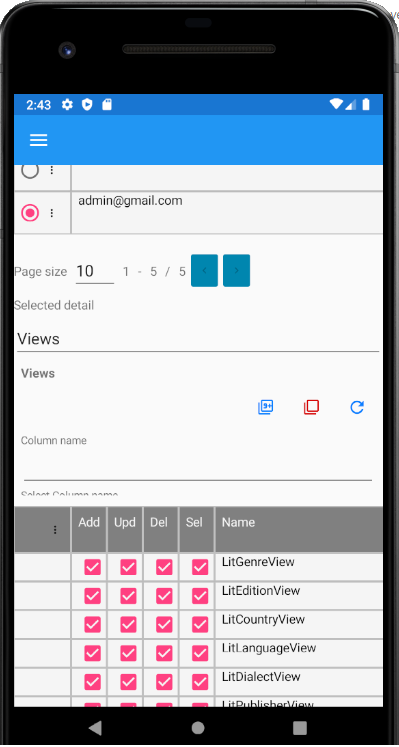 2:43
admin@gmail.com
Page size 10 1 - 5 / 5
Selected detail
Views
Views
9+
Column name
Select Column name
Add Upd Del Sel Name
LitGenreView
LitEditionView
LitCountryView
LitLanguageView
LitDialectView
LitPublisherView